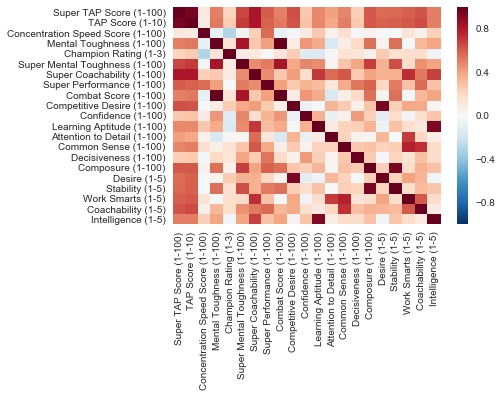 Super TAP Score (1-100)
TAP Score (1-10)
Concentration Speed Score (1-100)
Mental Toughness (1-100)
Champion Rating (1-3)
Super Mental Toughness (1-100)
Super Coachability (1-100)
Super Performance (1-100)
Combat Score (1-100)
Competitive Desire (1-100)
Confidence (1-100)
Learning Aptitude (1-100)
Attention to Detail (1-100)
Common Sense (1-100)
Decisiveness (1-100)
Composure (1-100)
Desire (1-5)
Stability (1-5)
Work Smarts (1-5)
Coachability (1-5)
Intelligence (1-5)
Super TAP Score (1-100)
TAP Score (1-10)
Concentration Speed Score (1-100)
Mental Toughness (1-100)
Champion Rating (1-3)
Super Mental Toughness (1-100)
Super Coachability (1-100)
Super Performance (1-100)
Combat Score (1-100)
Competitive Desire (1-100)
Confidence (1-100)
Learning Aptitude (1-100)
Attention to Detail (1-100)
Common Sense (1-100)
Decisiveness (1-100)
Composure (1-100)
Desire (1-5)
Stability (1-5)
Work Smarts (1-5)
Coachability (1-5)
Intelligence (1-5)
0.8
0.4
0.0
−0.4
−0.8